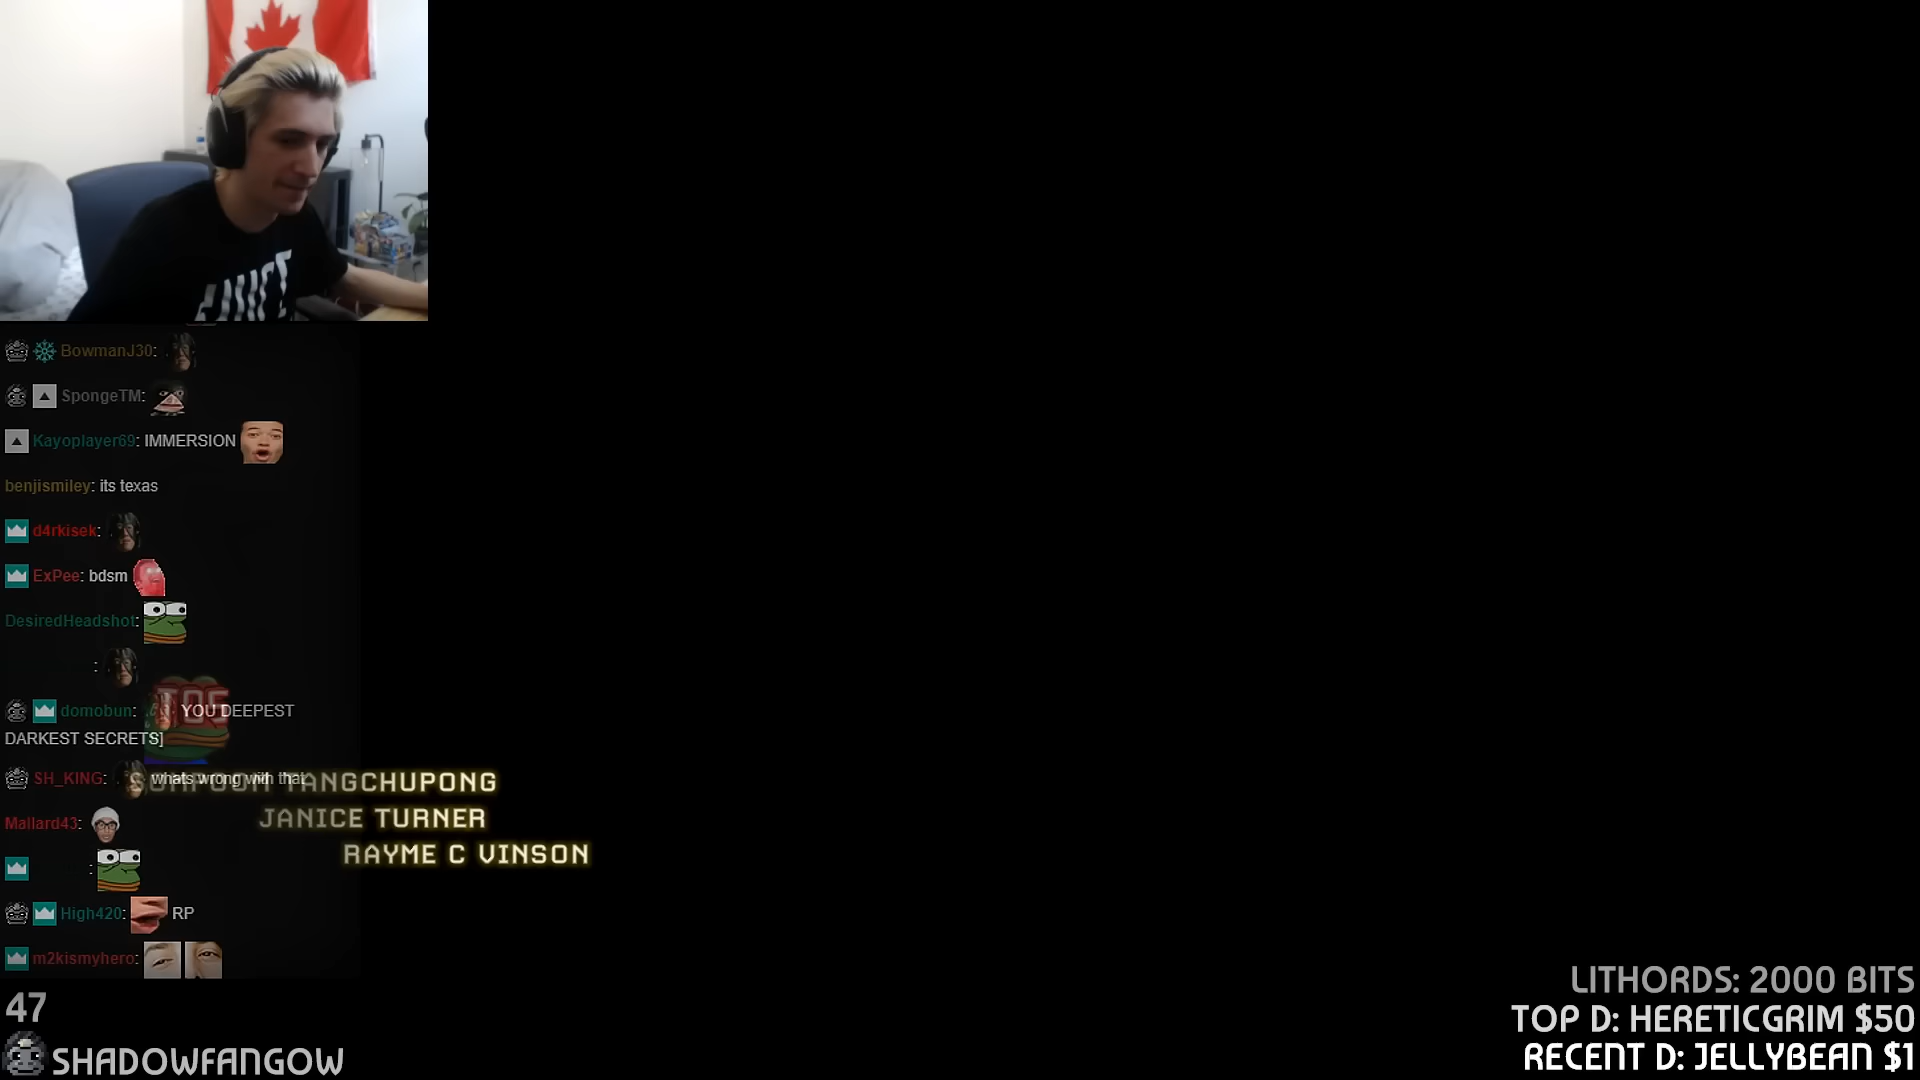 BowmanJ30:
SpongeTM:
Kayoplayer69: IMMERSION
benjismiley: its texas
d4rkisek:
ExPee: bdsm
DesiredHeadshot:
:
domobun: YOU DEEPEST
DARKEST SECRETS]
SH_KING: whats wrong with that
TANGCHUPONG
JANICE TURNER
Mallard43:
RAYME C VINSON
:
High420: RP
m2kismyhero:
47
SHADOWFANGOW
LITHORDS: 2000 BITS
TOP D: HERETICGRIM $50
RECENT D: JELLYBEAN $1